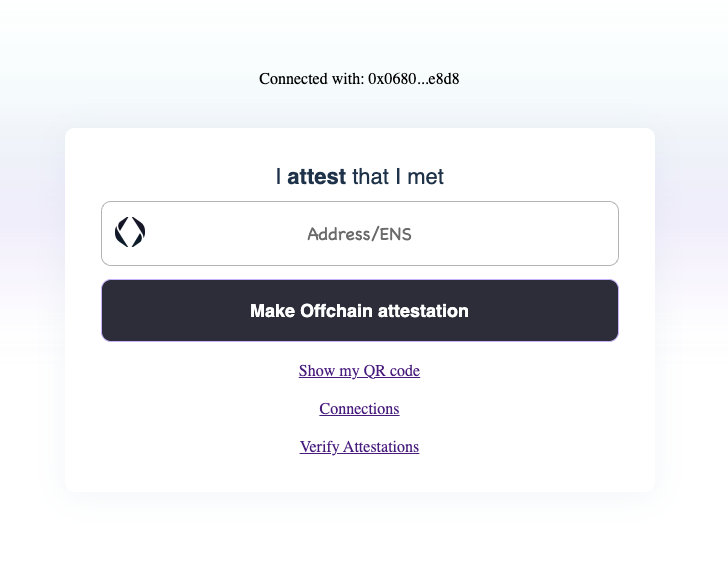 Connected with: 0x0680...e8d8
I attest that I met
Address/ENS
Make Offchain attestation
Show my QR code
Connections
Verify Attestations